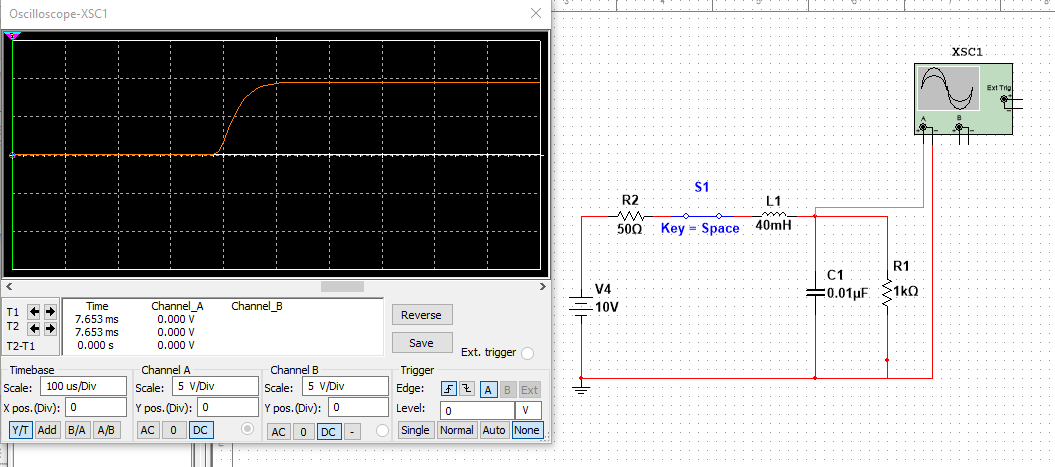 Oscilloscope-XSC1
Time Channel_A Channel_B
T1 7.653 ms 0.000 V
T2 7.653 ms 0.000 V
T2-T1 0.000 s 0.000 V
Reverse
Save
Ext. trigger
Timebase
Scale: 100 us/Div
X pos.(Div): 0
Y/T Add B/A A/B
Channel A
Scale: 5 V/Div
Y pos.(Div): 0
AC 0 DC
Channel B
Scale: 5 V/Div
Y pos.(Div): 0
AC 0 DC -
Trigger
Edge: A B Ext
Level: 0 V
Single Normal Auto None
XSC1
Ext Trig
+
-
A B
+ - + -
S1
Key = Space
R2
50Ω
L1
40mH
V4
10V
C1
0.01µF
R1
1kΩ